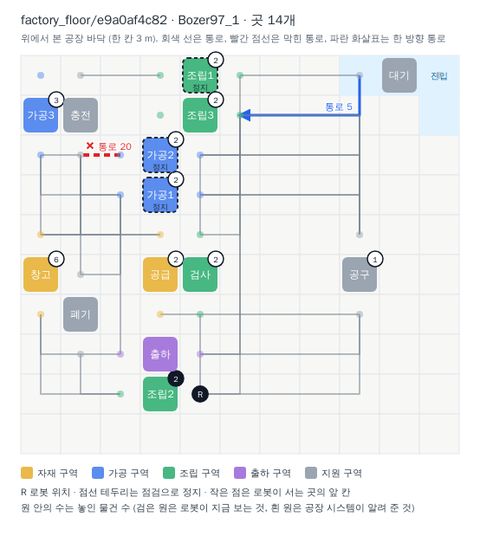 factory_floor/e9a0af4c82 · Bozer97_1 · 곳 14개
위에서 본 공장 바닥 (한 칸 3 m). 회색 선은 통로, 빨간 점선은 막힌 통로, 파란 화살표는 한 방향 통로
조립1 2 정지
대기
진입
가공3 3
충전
조립3 2
통로 5
× 통로 20
가공2 2 정지
가공1 2 정지
창고 6
공급 2
검사 2
공구 1
폐기
출하
조립2 2
R
자재 구역 가공 구역 조립 구역 출하 구역 지원 구역
R 로봇 위치 · 점선 테두리는 점검으로 정지 · 작은 점은 로봇이 서는 곳의 앞 칸
원 안의 수는 놓인 물건 수 (검은 원은 로봇이 지금 보는 것, 흰 원은 공장 시스템이 알려 준 것)